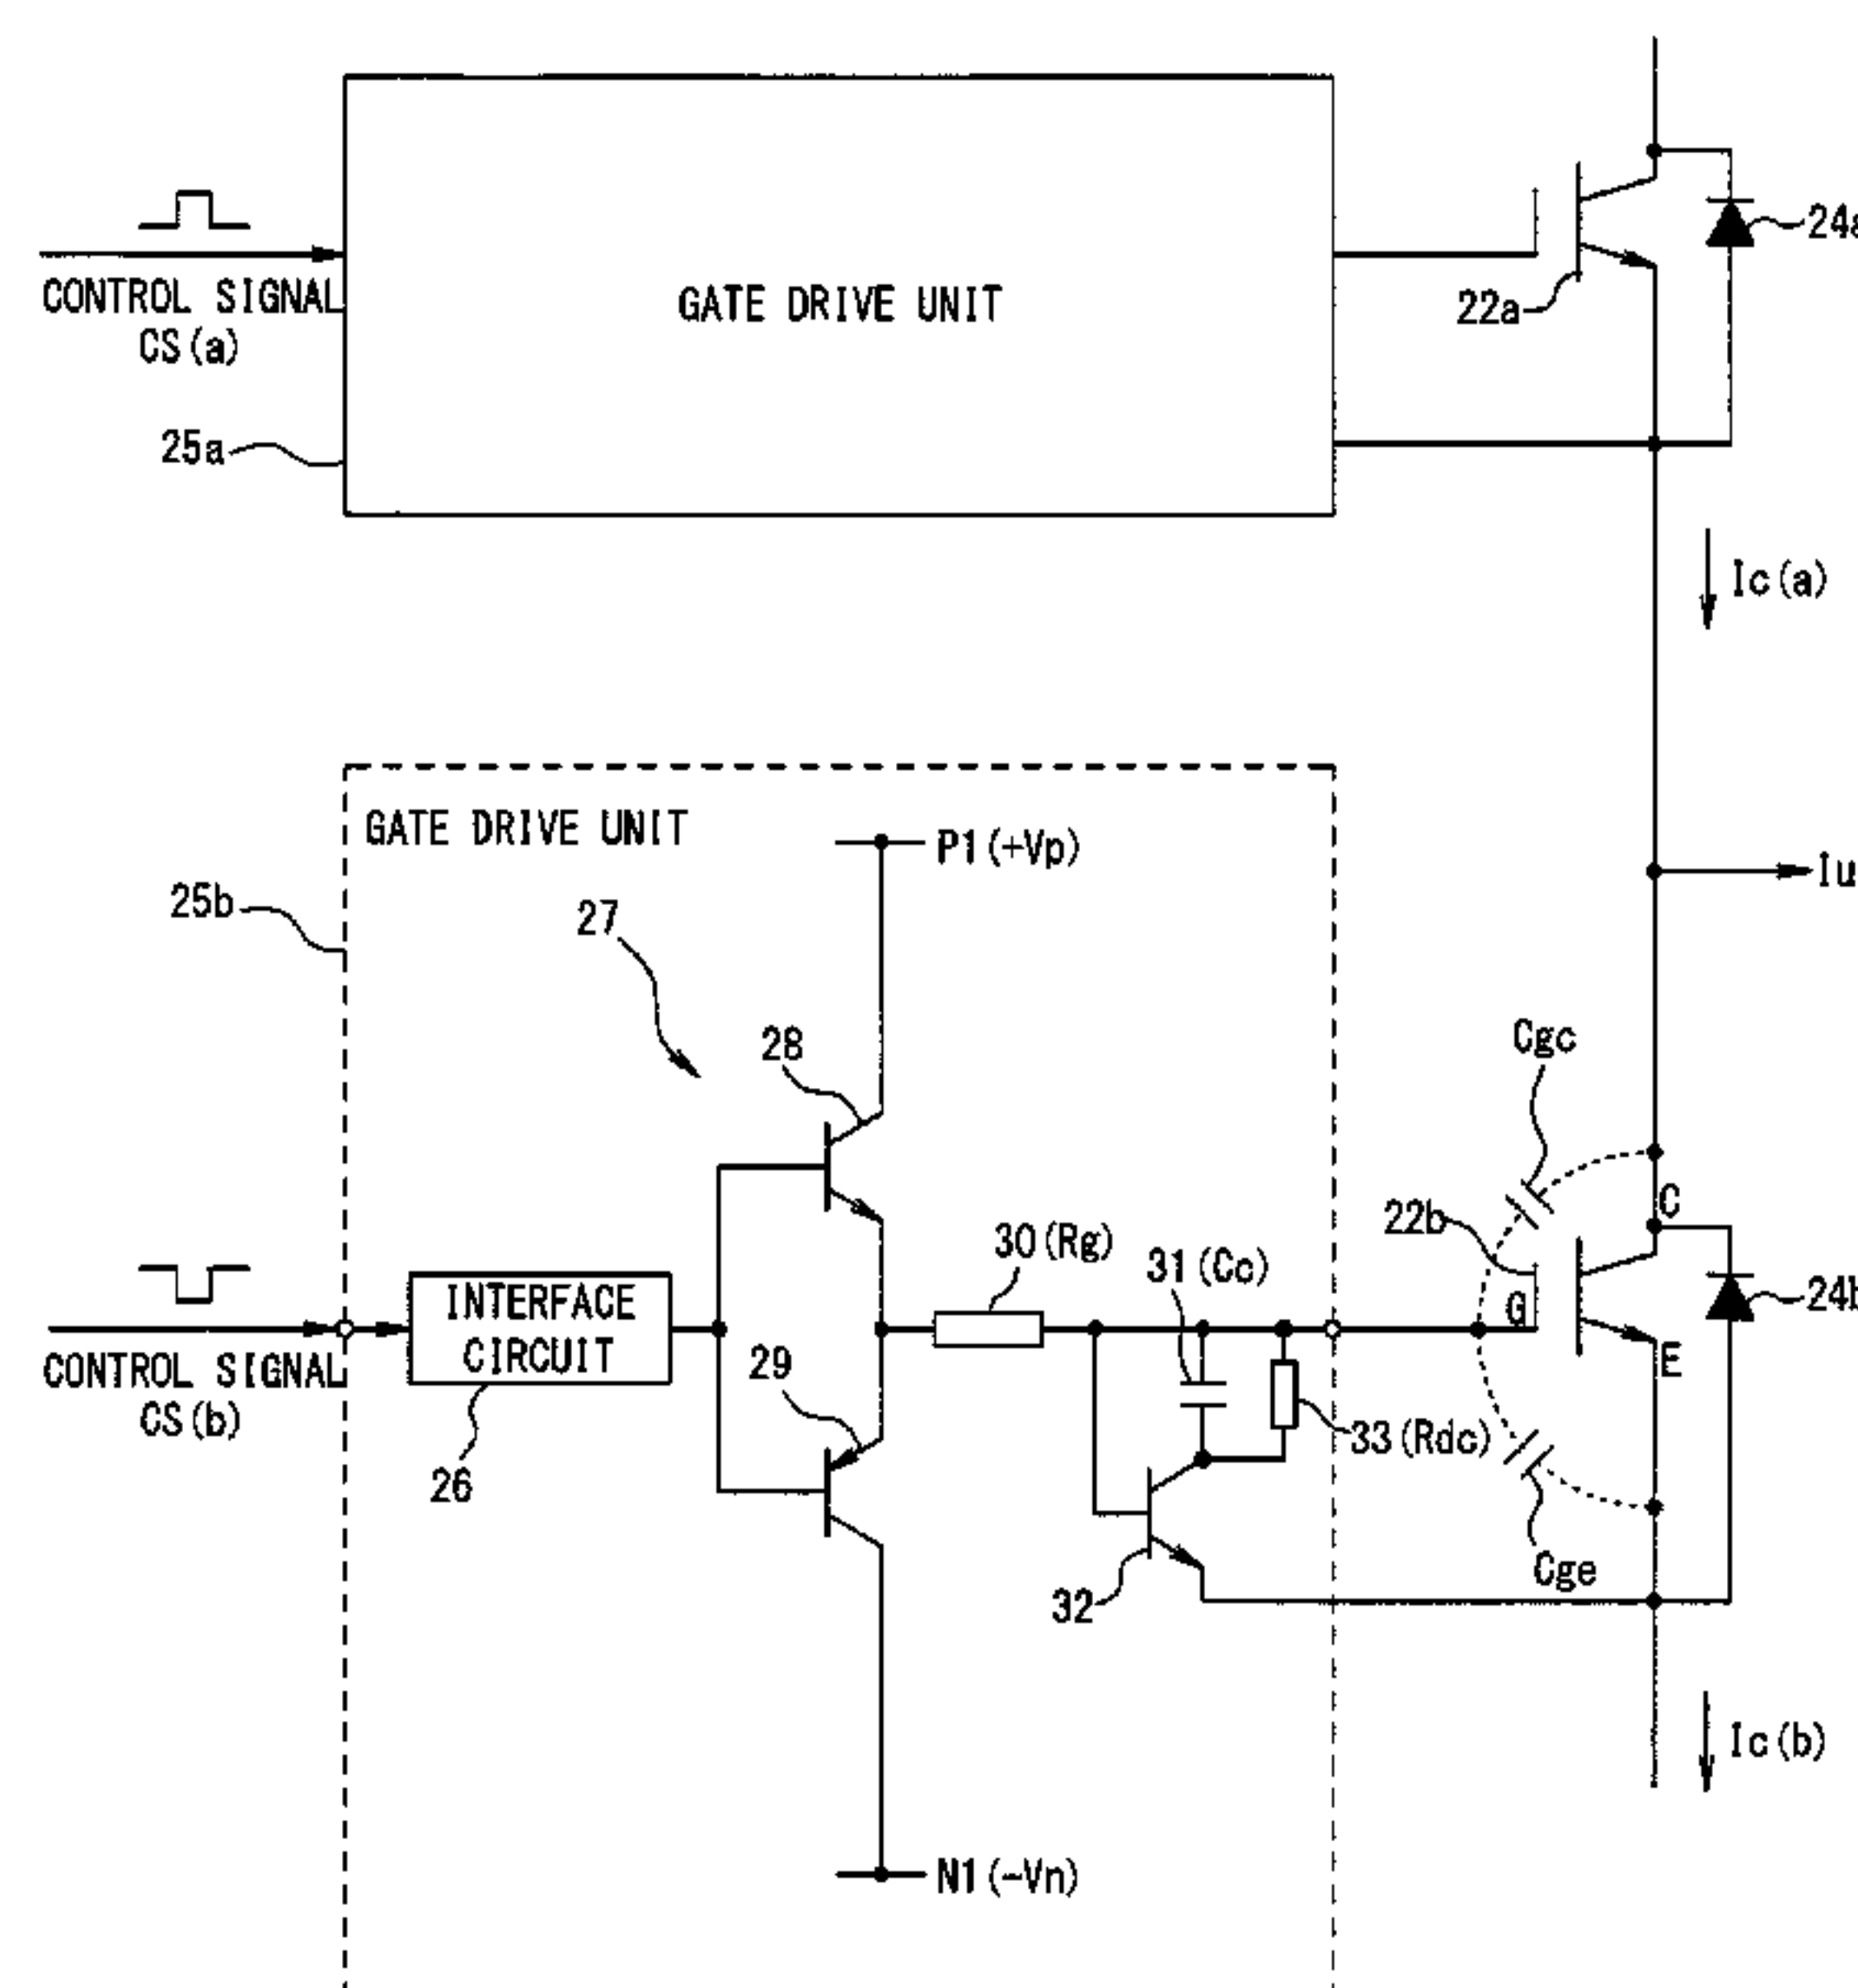 24a
CONTROL SIGNAL
CS(a)
GATE DRIVE UNIT
22a
25a
Ic(a)
GATE DRIVE UNIT
P1(+Vp)
25b
27
Iu
28
Cgc
C
22b
30(Rg)
31(Cc)
G
24b
INTERFACE
CIRCUIT
29
E
CONTROL SIGNAL
CS(b)
33(Rdc)
26
Cge
32
Ic(b)
N1(-Vn)